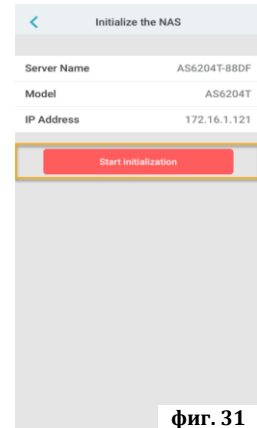 Initialize the NAS
Server Name AS6204T-88DF
Model AS6204T
IP Address 172.16.1.121
Start initialization
фиг. 31